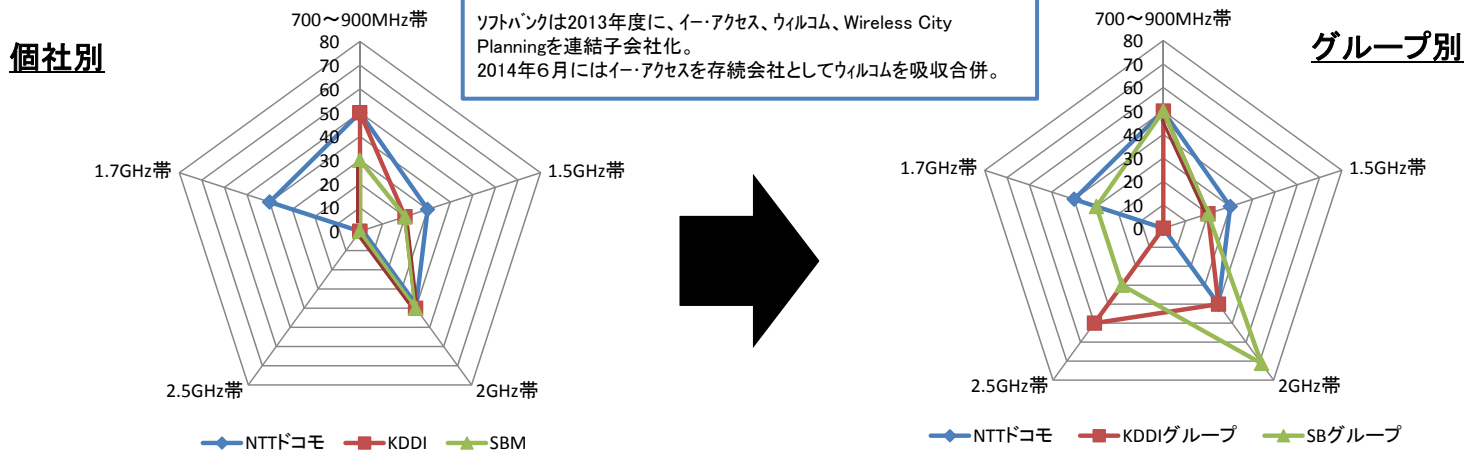 個社別
ソフトバンクは2013年度に、イー・アクセス、ウィルコム、Wireless City
Planningを連結子会社化。
2014年６月にはイー・アクセスを存続会社としてウィルコムを吸収合併。
グループ別
700～900MHz帯
80
70
60
50
40
30
20
10
0
1.5GHz帯
2GHz帯
2.5GHz帯
1.7GHz帯
NTTドコモ KDDI SBM
700～900MHz帯
80
70
60
50
40
30
20
10
0
1.5GHz帯
2GHz帯
2.5GHz帯
1.7GHz帯
NTTドコモ KDDIグループ SBグループ